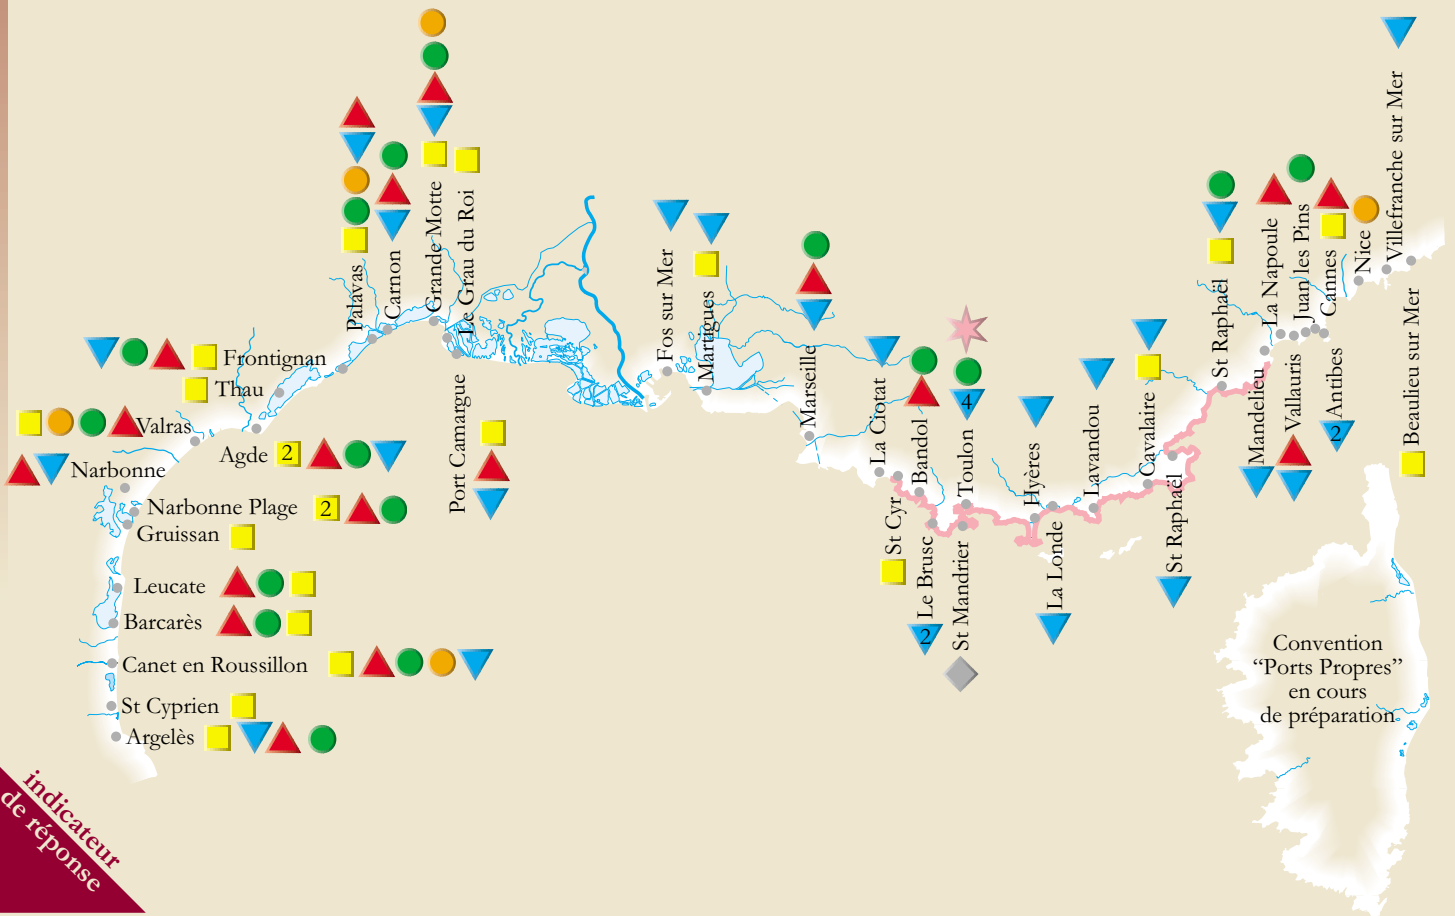 Palavas
Carnon
Grande Motte
Le Grau du Roi
Frontignan
Thau
Valras
Agde 2
Narbonne
Narbonne Plage 2
Gruissan
Leucate
Barcarès
Canet en Roussillon
St Cyprien
Argelès
Port Camargue
Fos sur Mer
Martigues
Marseille
La Ciotat
St Cyr
Bandol
Le Brusc
2
4
Toulon
St Mandrier
Hyères
La Londe
Lavandou
Cavalaire
St Raphaël
St Raphaël
Mandelieu
La Napoule
Vallauris
Juan les Pins
Cannes
Antibes
2
Nice
Villefranche sur Mer
Beaulieu sur Mer
Convention
“Ports Propres”
en cours
de préparation
indicateur
de réponse